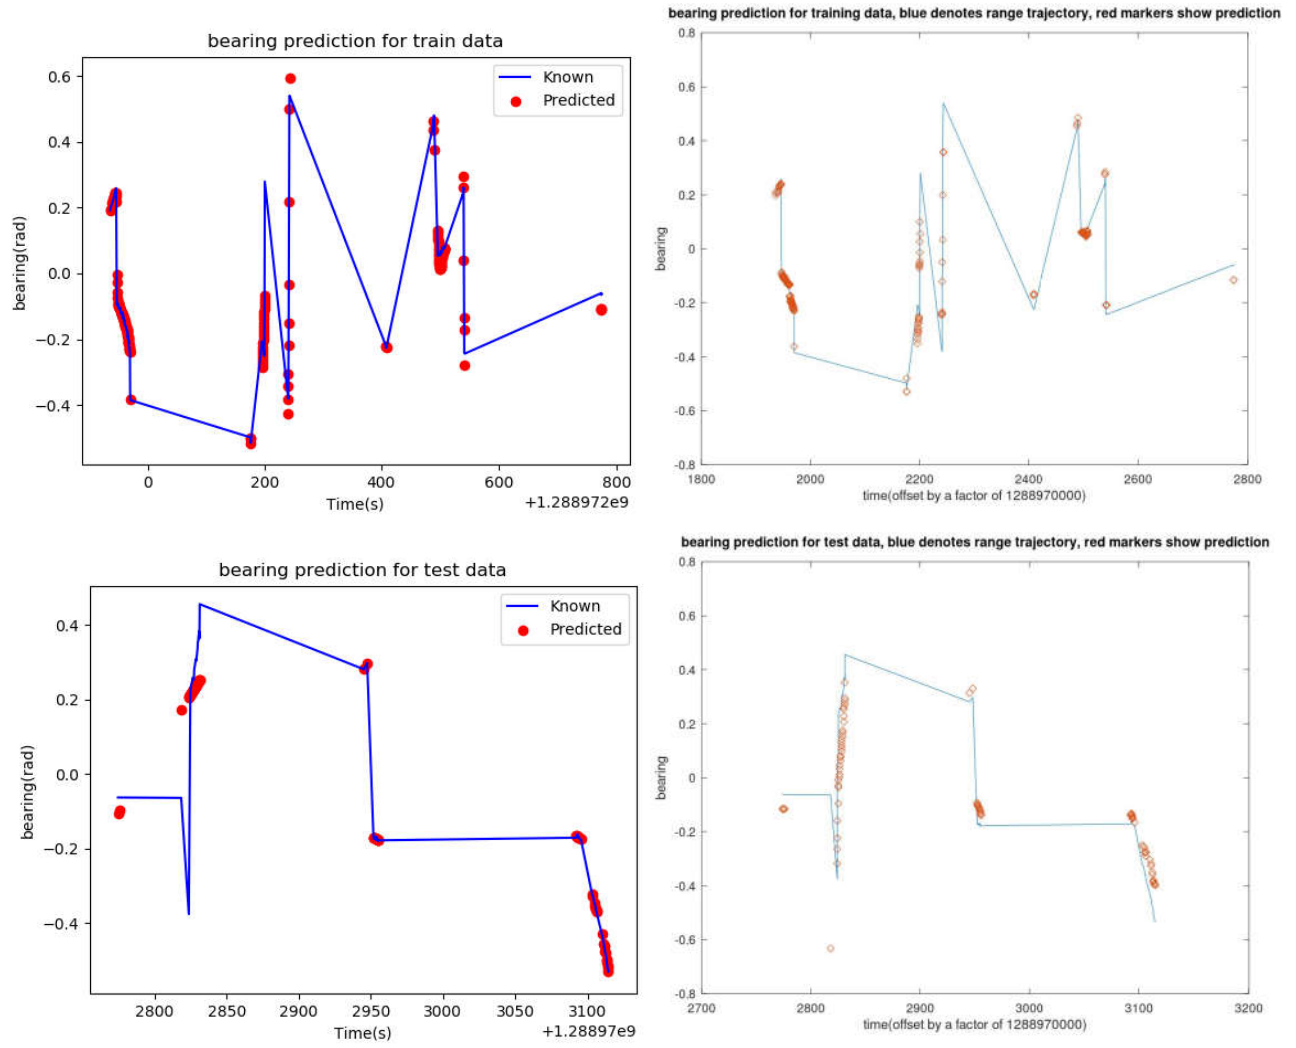 bearing prediction for train data
0.6
0.4
0.2
0.0
−0.2
−0.4
bearing(rad)
Known
Predicted
0
200
400
600
800
Time(s)
+1.288972e9
bearing prediction for training data, blue denotes range trajectory, red markers show prediction
0.8
0.6
0.4
0.2
0
-0.2
-0.4
-0.6
-0.8
bearing
1800
2000
2200
2400
2600
2800
time(offset by a factor of 1288970000)
bearing prediction for test data
0.4
0.2
0.0
−0.2
−0.4
bearing(rad)
Known
Predicted
2800
2850
2900
2950
3000
3050
3100
Time(s)
+1.28897e9
bearing prediction for test data, blue denotes range trajectory, red markers show prediction
0.8
0.6
0.4
0.2
0
-0.2
-0.4
-0.6
-0.8
bearing
2700
2800
2900
3000
3100
3200
time(offset by a factor of 1288970000)